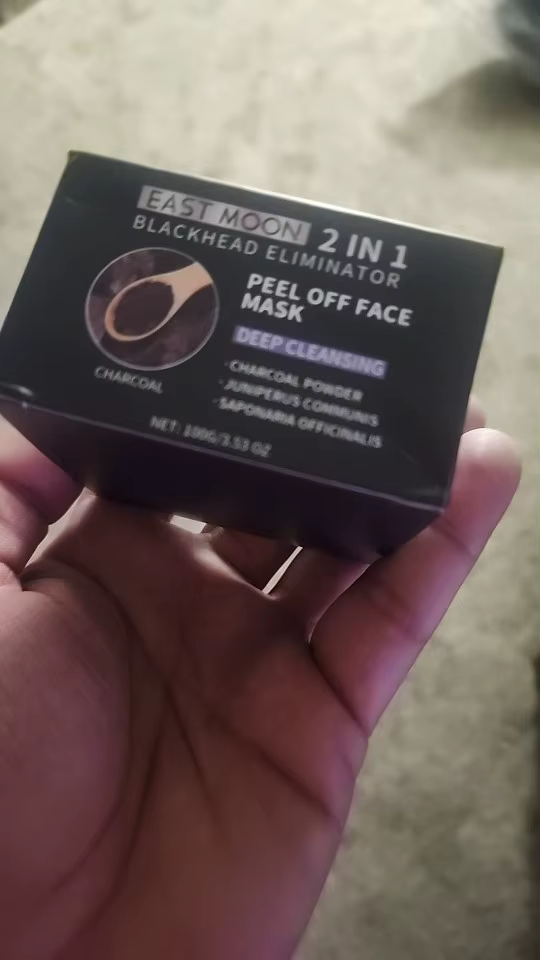 EAST MOON 2 IN 1
BLACKHEAD ELIMINATOR
PEEL OFF FACE
MASK
DEEP CLEANSING
·CHARCOAL POWDER
·JUNIPERUS COMMUNIS
·SAPONARIA OFFICINALIS
CHARCOAL
NET: 100G/3.53 OZ